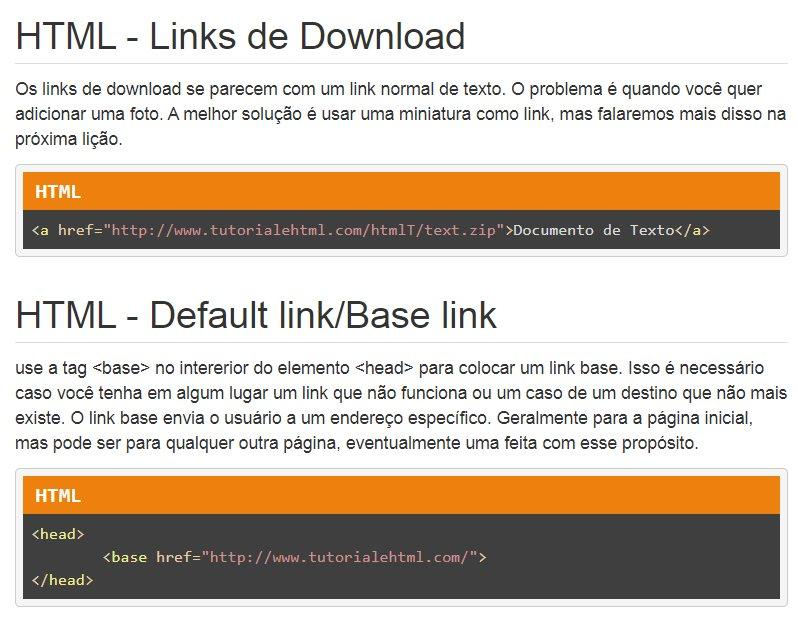 HTML - Links de Download
Os links de download se parecem com um link normal de texto. O problema é quando você quer
adicionar uma foto. A melhor solução é usar uma miniatura como link, mas falaremos mais disso na
próxima lição.
HTML
<a href="http://www.tutorialehtml.com/htmlT/text.zip">Documento de Texto</a>
HTML - Default link/Base link
use a tag <base> no intererior do elemento <head> para colocar um link base. Isso é necessário
caso você tenha em algum lugar um link que não funciona ou um caso de um destino que não mais
existe. O link base envia o usuário a um endereço específico. Geralmente para a página inicial,
mas pode ser para qualquer outra página, eventualmente uma feita com esse propósito.
HTML
<head>
<base href="http://www.tutorialehtml.com/">
</head>